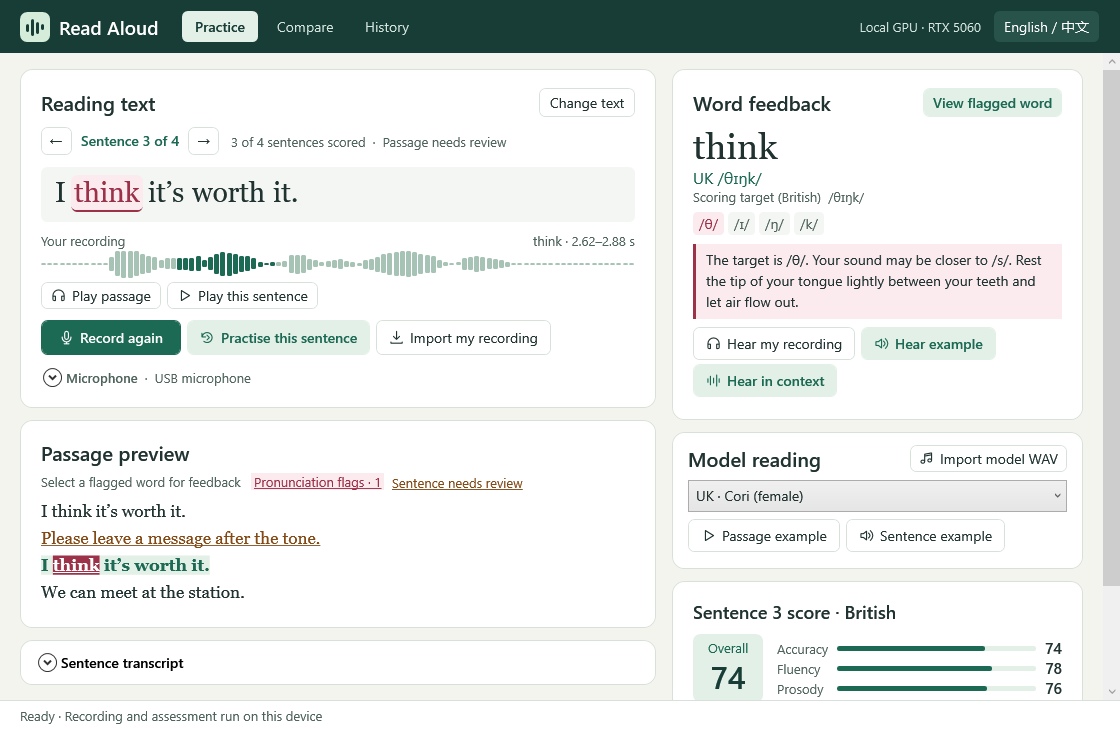 Read Aloud
Practice
Compare
History
Local GPU · RTX 5060
English / 中文
Reading text
Change text
← Sentence 3 of 4 → 3 of 4 sentences scored · Passage needs review
I think it’s worth it.
Your recording
think · 2.62–2.88 s
Play passage
Play this sentence
Record again
Practise this sentence
Import my recording
Microphone · USB microphone
Passage preview
Select a flagged word for feedback
Pronunciation flags · 1
Sentence needs review
I think it’s worth it.
Please leave a message after the tone.
I think it’s worth it.
We can meet at the station.
Sentence transcript
Word feedback
View flagged word
think
UK /θɪŋk/
Scoring target (British) /θɪŋk/
/θ/ /ɪ/ /ŋ/ /k/
The target is /θ/. Your sound may be closer to /s/. Rest
the tip of your tongue lightly between your teeth and
let air flow out.
Hear my recording
Hear example
Hear in context
Model reading
Import model WAV
UK · Cori (female)
Passage example
Sentence example
Sentence 3 score · British
Overall
74
Accuracy 74
Fluency 78
Prosody 76
Ready · Recording and assessment run on this device